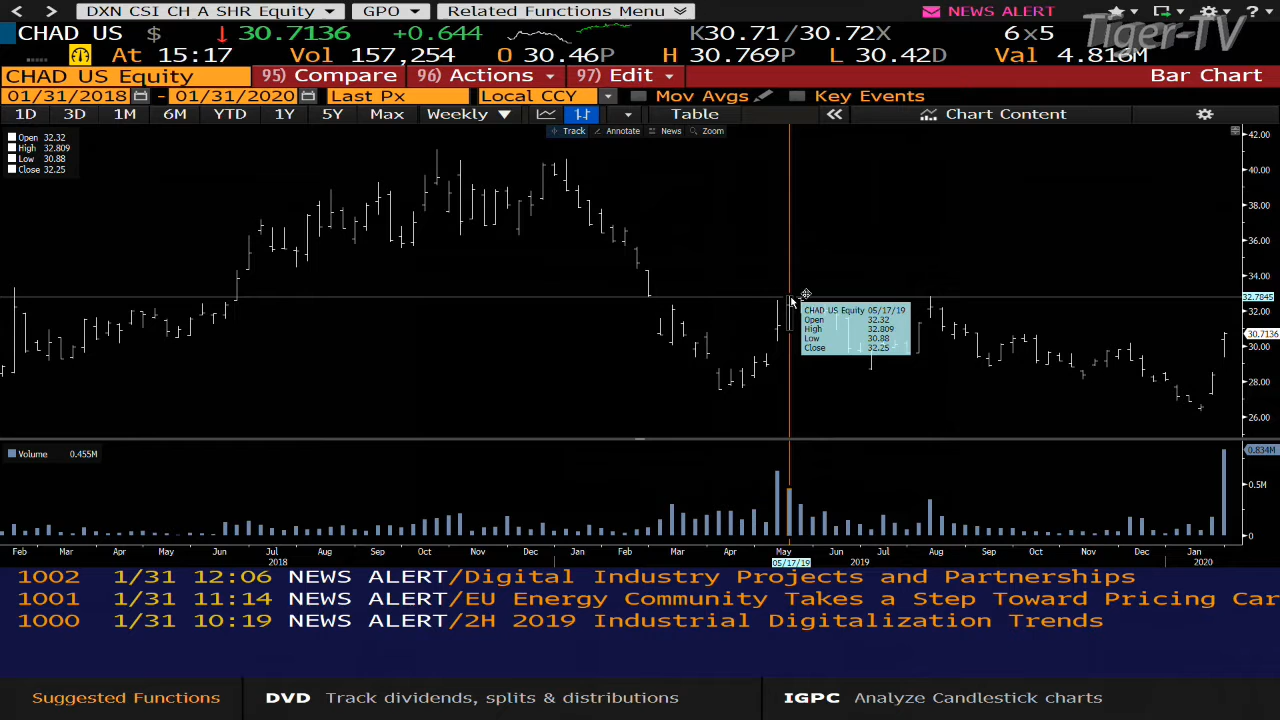 DXN CSI CH A SHR Equity GPO Related Functions Menu NEWS ALERT
CHAD US $ 30.7136 +0.644 K30.71/30.72X 6x5 Tiger-TV
At 15:17 Vol 157,254 O 30.46P H 30.769P L 30.42D Val 4.816M
CHAD US Equity 95) Compare 96) Actions 97) Edit Bar Chart
01/31/2018 - 01/31/2020 Last Px Local CCY Mov Avgs Key Events
1D 3D 1M 6M YTD 1Y 5Y Max Weekly Table Chart Content
Track Annotate News Zoom
Open 32.32
High 32.809
Low 30.88
Close 32.25
42.00
40.00
38.00
36.00
34.00
32.7845
32.00
30.7136
30.00
28.00
26.00
CHAD US Equity 05/17/19
Open 32.32
High 32.809
Low 30.88
Close 32.25
Volume 0.455M
0.834M
0.5M
0
Feb Mar Apr May Jun Jul Aug Sep Oct Nov Dec Jan Feb Mar Apr May Jun Jul Aug Sep Oct Nov Dec Jan
2018 05/17/19 2019 2020
1002 1/31 12:06 NEWS ALERT/Digital Industry Projects and Partnerships
1001 1/31 11:14 NEWS ALERT/EU Energy Community Takes a Step Toward Pricing Car
1000 1/31 10:19 NEWS ALERT/2H 2019 Industrial Digitalization Trends
Suggested Functions DVD Track dividends, splits & distributions IGPC Analyze Candlestick charts